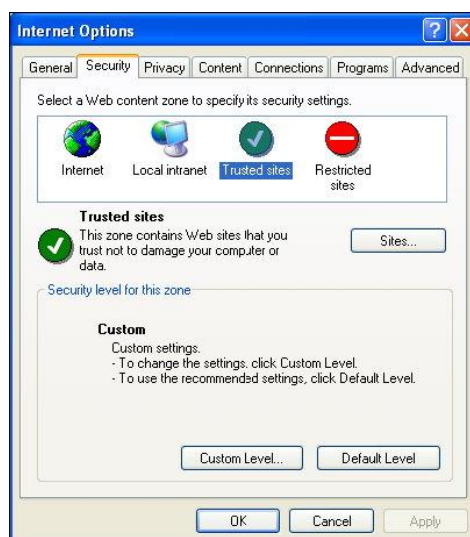 Internet Options
General Security Privacy Content Connections Programs Advanced
Select a Web content zone to specify its security settings.
Internet Local intranet Trusted sites Restricted
sites
Trusted sites
This zone contains Web sites that you
trust not to damage your computer or
data.
Sites...
Security level for this zone
Custom
Custom settings.
- To change the settings, click Custom Level.
- To use the recommended settings, click Default Level.
Custom Level... Default Level
OK Cancel Apply